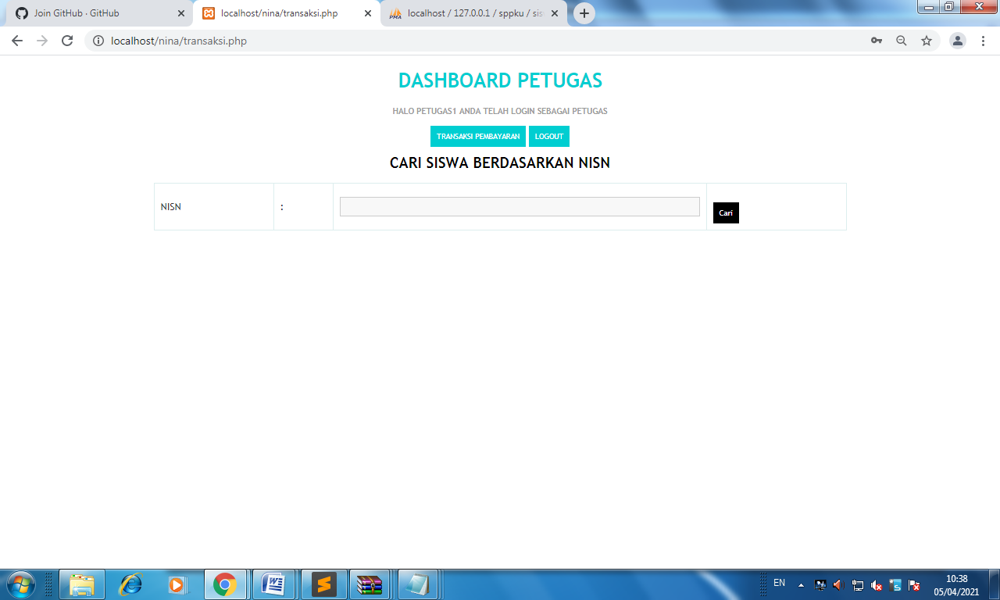 Join GitHub · GitHub
localhost/nina/transaksi.php
localhost / 127.0.0.1 / sppku / sis
localhost/nina/transaksi.php
DASHBOARD PETUGAS
HALO PETUGAS1 ANDA TELAH LOGIN SEBAGAI PETUGAS
TRANSAKSI PEMBAYARAN LOGOUT
CARI SISWA BERDASARKAN NISN
NISN : Cari
EN 10:38
05/04/2021